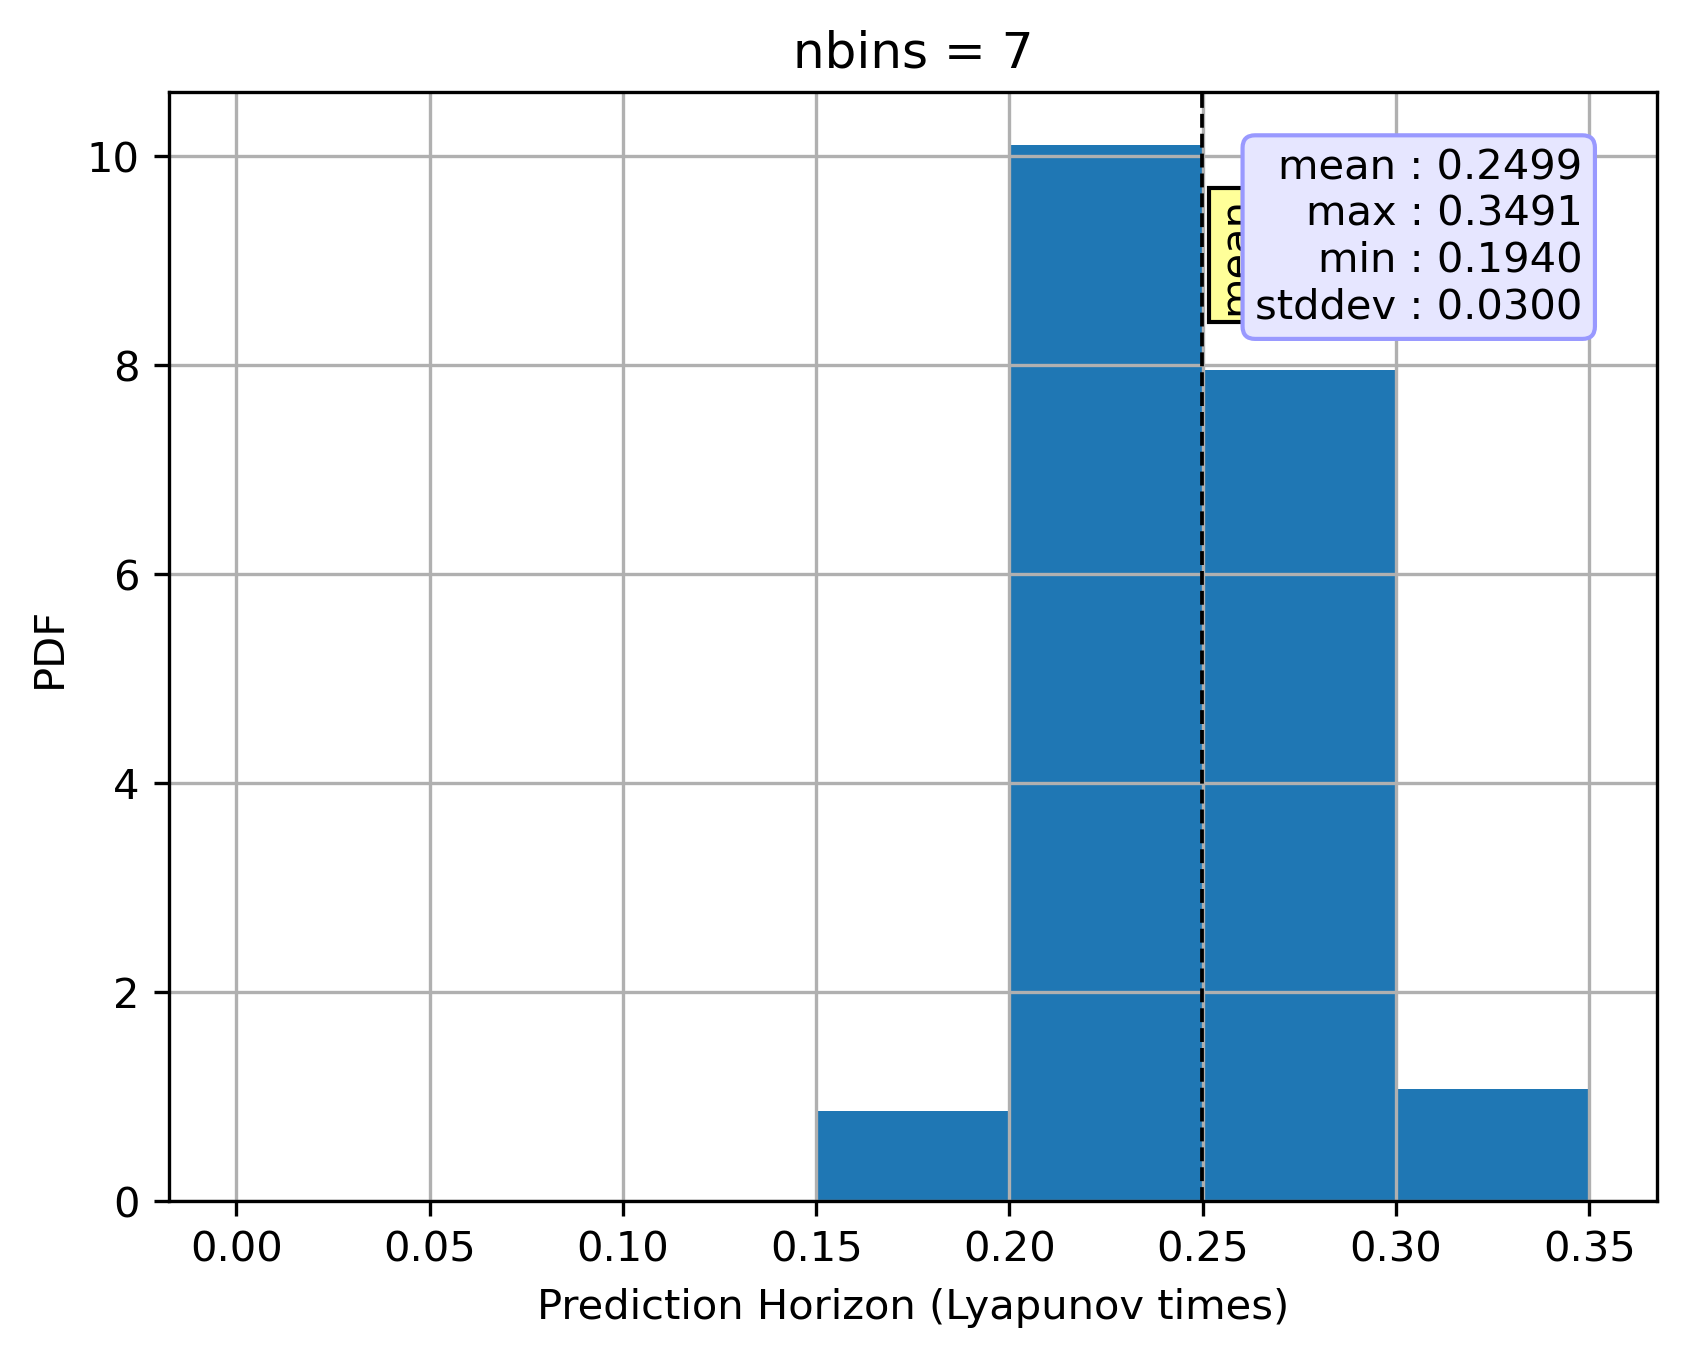 nbins = 7
10
8
6
4
2
0
PDF
mean
mean : 0.2499
max : 0.3491
min : 0.1940
stddev : 0.0300
0.00 0.05 0.10 0.15 0.20 0.25 0.30 0.35
Prediction Horizon (Lyapunov times)